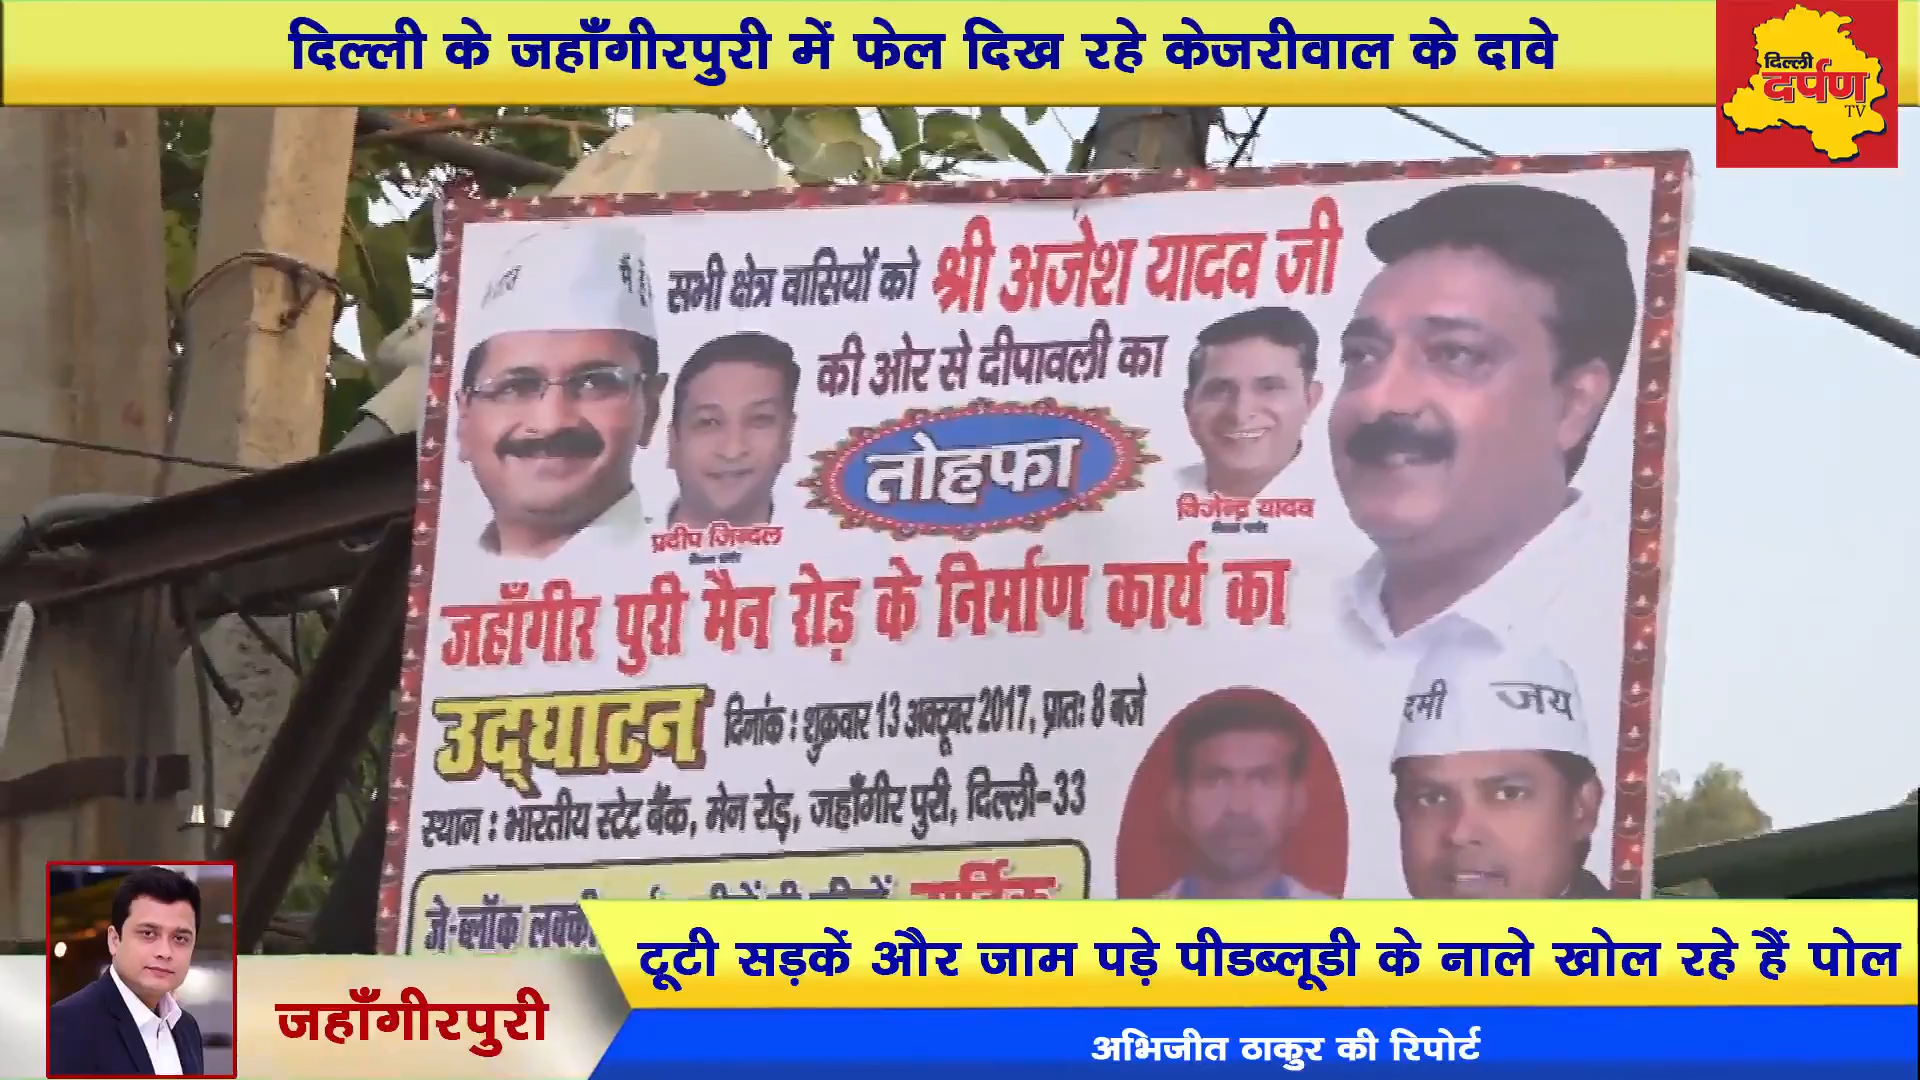 दिल्ली के जहाँगीरपुरी में फेल दिख रहे केजरीवाल के दावे
दिल्ली
दर्पण
TV
सभी क्षेत्र वासियों को श्री अजेश यादव जी
की ओर से दीपावली का
तोहफा
प्रदीप जिन्दल
विजेन्द्र यादव
जहाँगीर पुरी मैन रोड़ के निर्माण कार्य का
उद्घाटन दिनांक : शुक्रवार 13 अक्टूबर 2017, प्रातः 8 बजे
स्थान : भारतीय स्टेट बैंक, मेन रोड़, जहाँगीर पुरी, दिल्ली-33
दमी जय
जे-ब्लॉक
टूटी सड़कें और जाम पड़े पीडब्लूडी के नाले खोल रहे हैं पोल
जहाँगीरपुरी
अभिजीत ठाकुर की रिपोर्ट